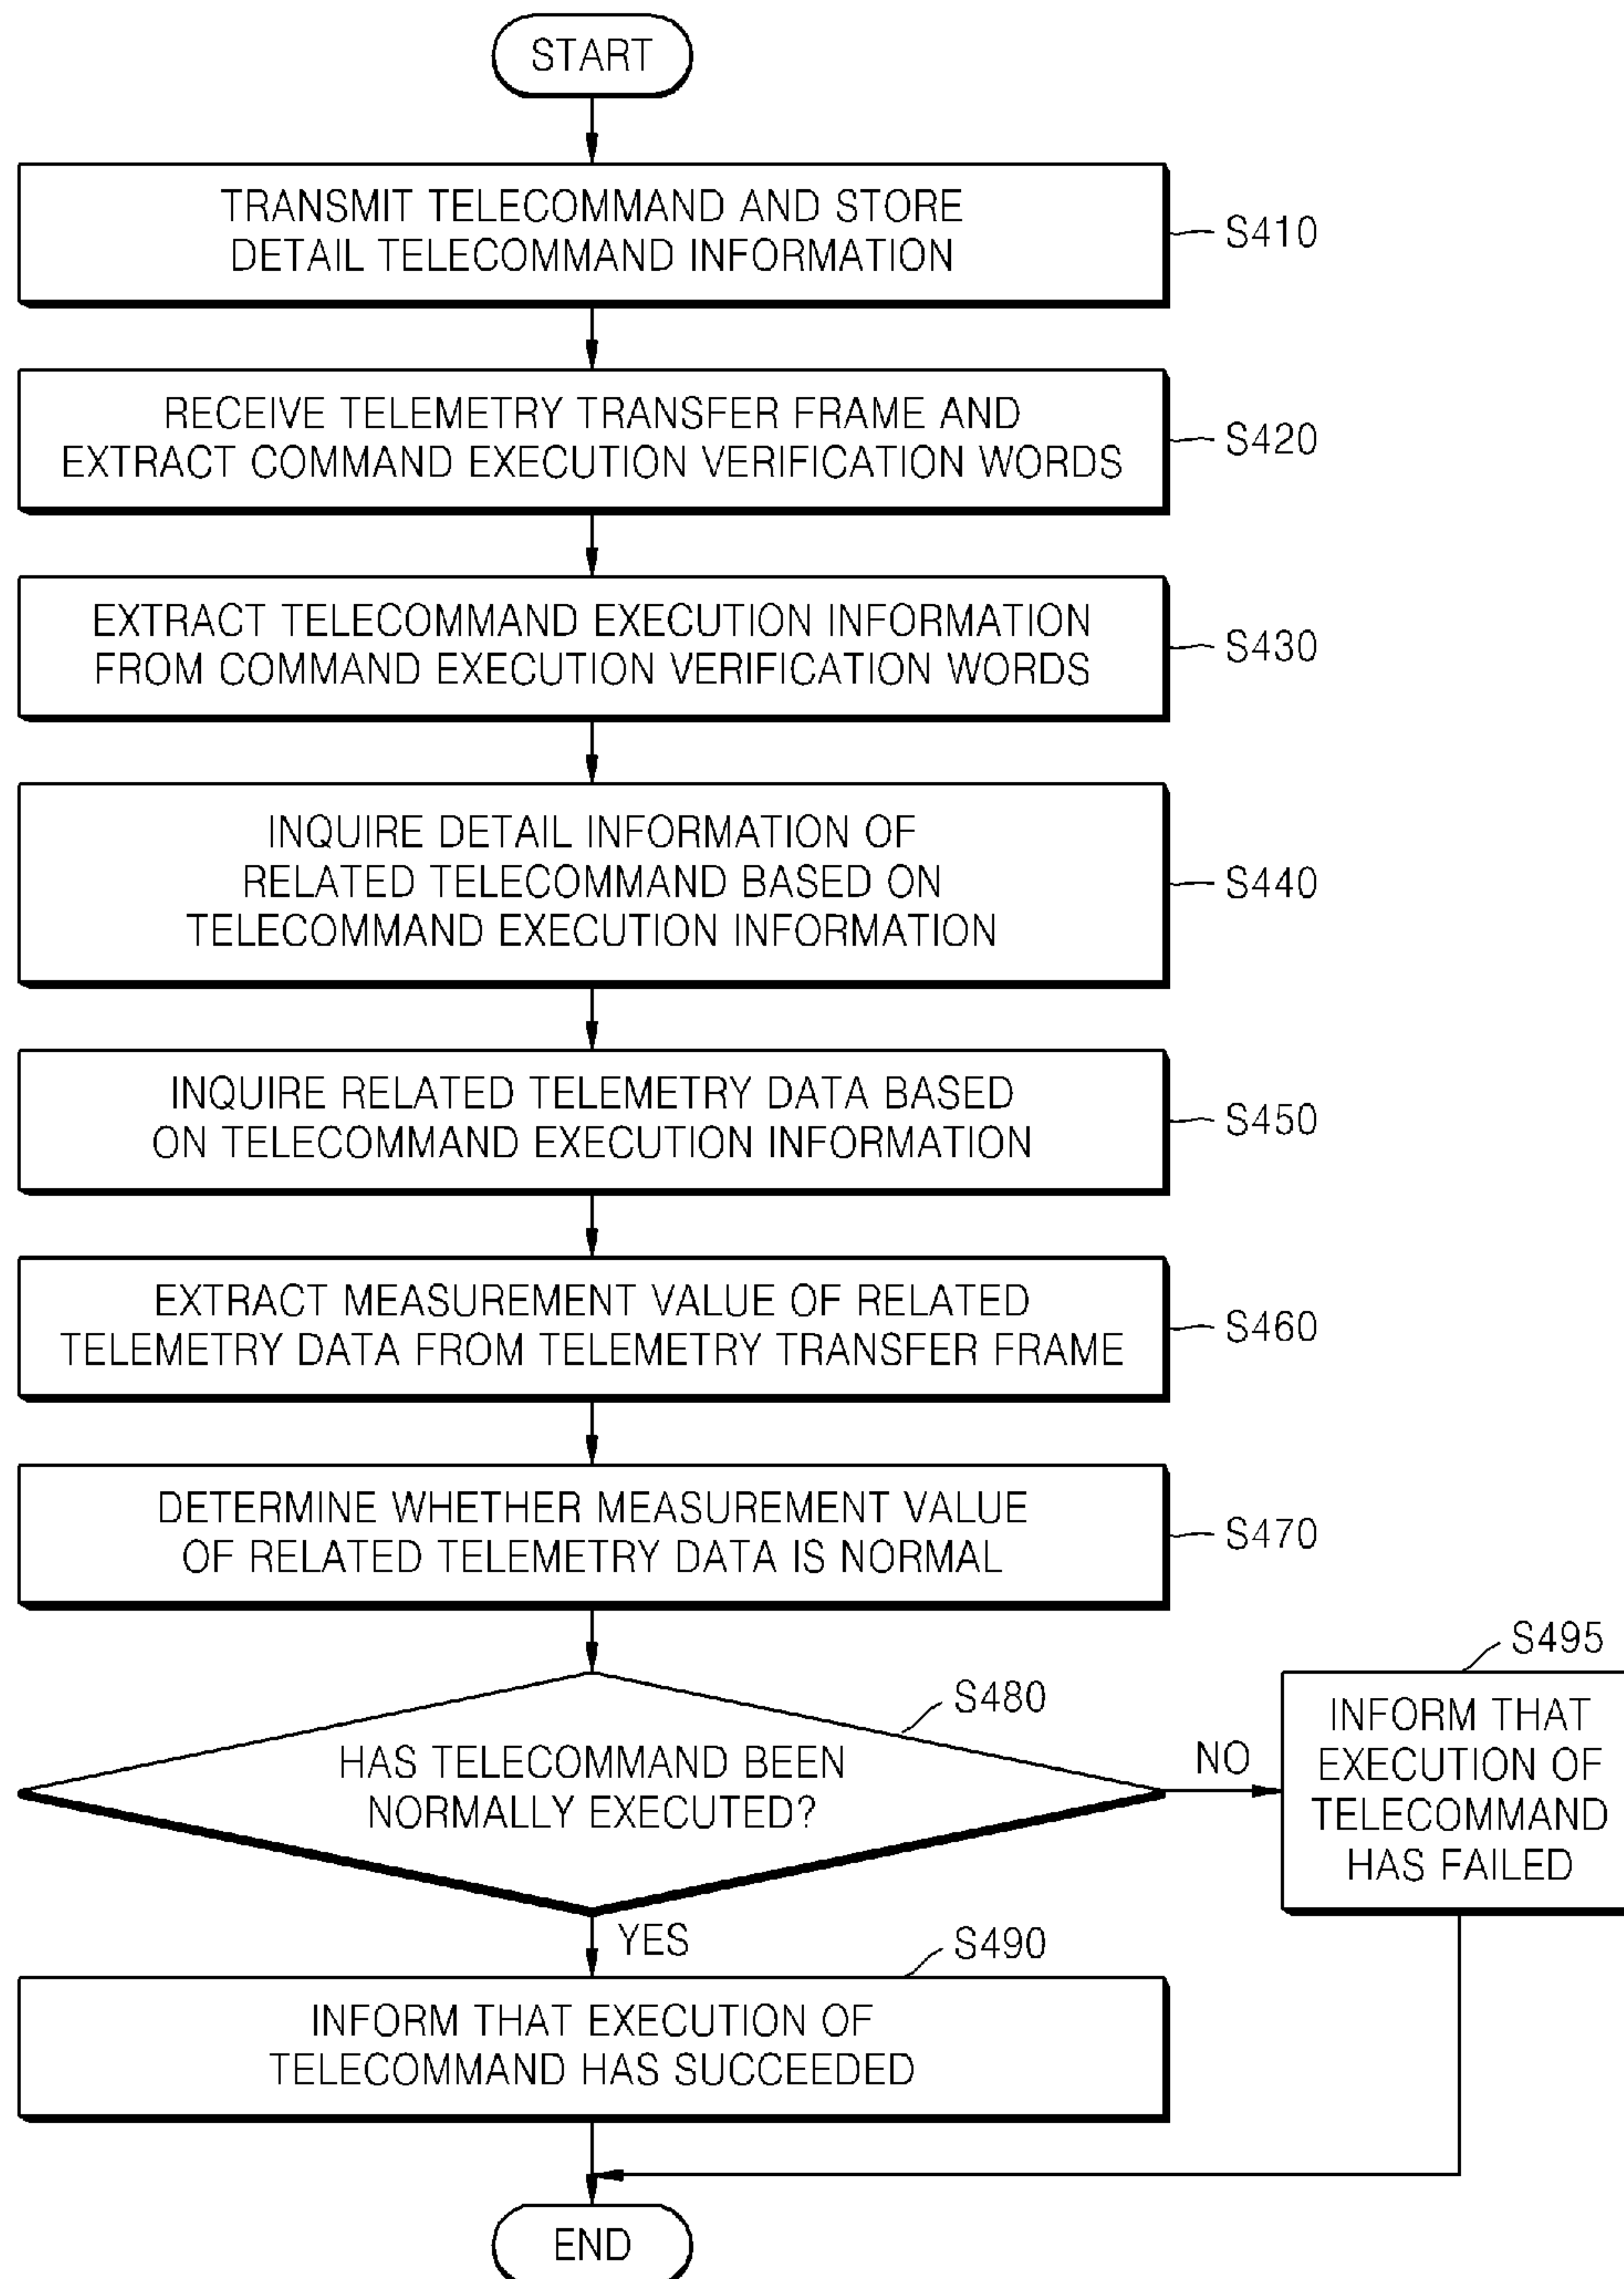 START
TRANSMIT TELECOMMAND AND STORE
DETAIL TELECOMMAND INFORMATION
S410
RECEIVE TELEMETRY TRANSFER FRAME AND
EXTRACT COMMAND EXECUTION VERIFICATION WORDS
S420
EXTRACT TELECOMMAND EXECUTION INFORMATION
FROM COMMAND EXECUTION VERIFICATION WORDS
S430
INQUIRE DETAIL INFORMATION OF
RELATED TELECOMMAND BASED ON
TELECOMMAND EXECUTION INFORMATION
S440
INQUIRE RELATED TELEMETRY DATA BASED
ON TELECOMMAND EXECUTION INFORMATION
S450
EXTRACT MEASUREMENT VALUE OF RELATED
TELEMETRY DATA FROM TELEMETRY TRANSFER FRAME
S460
DETERMINE WHETHER MEASUREMENT VALUE
OF RELATED TELEMETRY DATA IS NORMAL
S470
S480
HAS TELECOMMAND BEEN
NORMALLY EXECUTED?
NO
S495
INFORM THAT
EXECUTION OF
TELECOMMAND
HAS FAILED
YES
S490
INFORM THAT EXECUTION OF
TELECOMMAND HAS SUCCEEDED
END